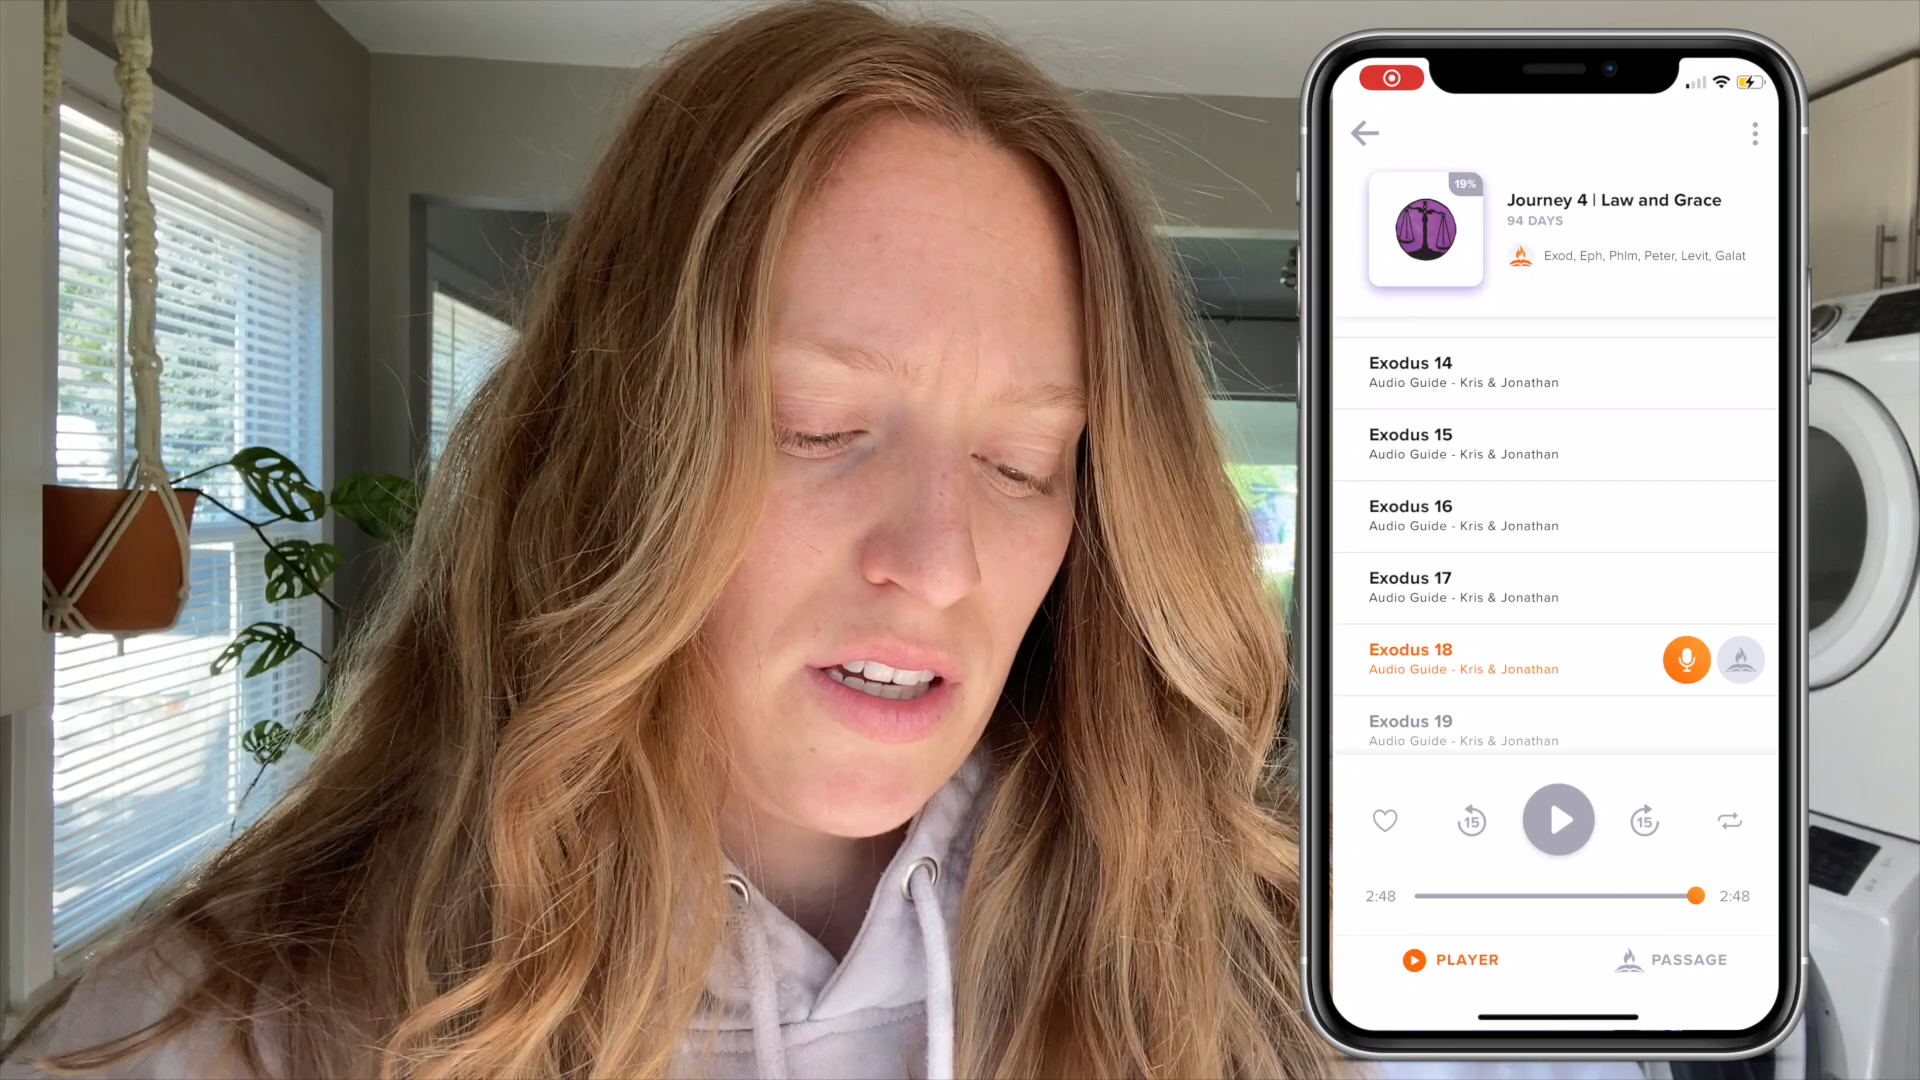 19%
Journey 4 | Law and Grace
94 DAYS
Exod, Eph, Phlm, Peter, Levit, Galat
Exodus 14
Audio Guide - Kris & Jonathan
Exodus 15
Audio Guide - Kris & Jonathan
Exodus 16
Audio Guide - Kris & Jonathan
Exodus 17
Audio Guide - Kris & Jonathan
Exodus 18
Audio Guide - Kris & Jonathan
Exodus 19
Audio Guide - Kris & Jonathan
15
15
2:48
2:48
PLAYER
PASSAGE